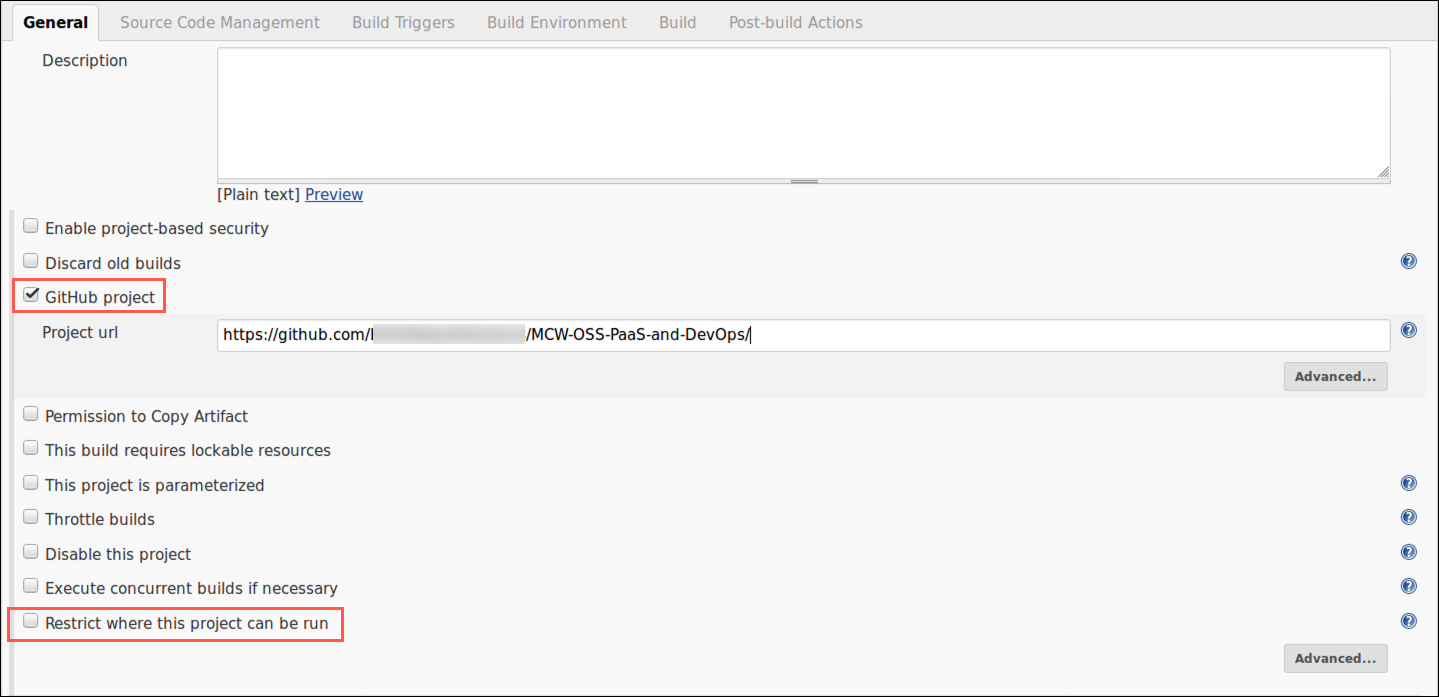 General Source Code Management Build Triggers Build Environment Build Post-build Actions
Description
[Plain text] Preview
Enable project-based security
Discard old builds
GitHub project
Project url https://github.com/ /MCW-OSS-PaaS-and-DevOps/
Advanced...
Permission to Copy Artifact
This build requires lockable resources
This project is parameterized
Throttle builds
Disable this project
Execute concurrent builds if necessary
Restrict where this project can be run
Advanced...